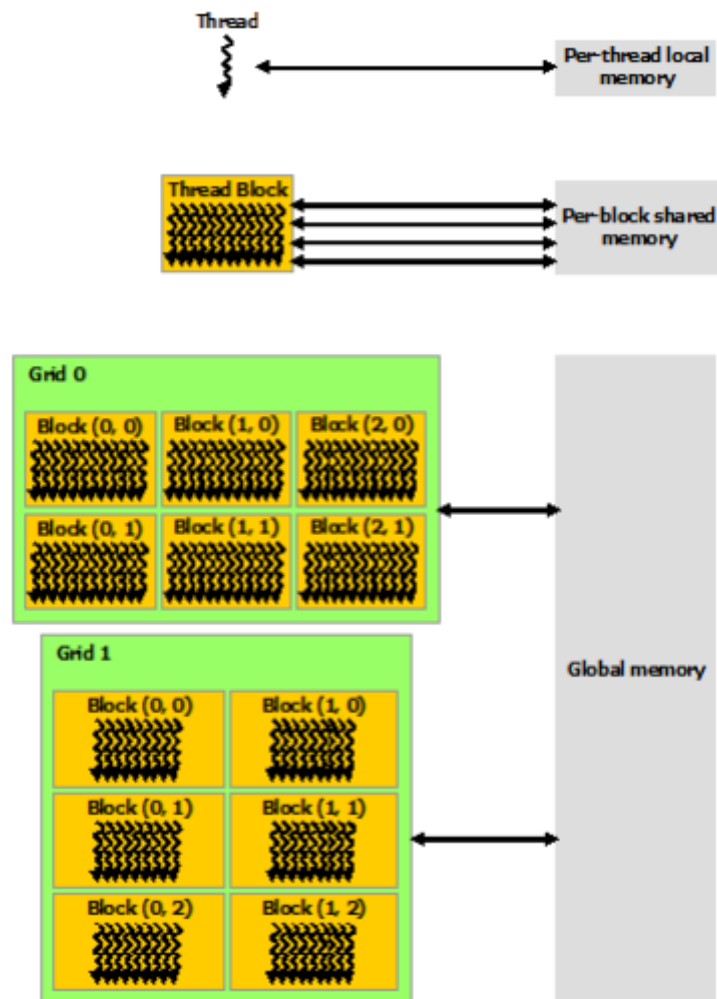 Thread
Per-thread local
memory
Thread Block
Per-block shared
memory
Grid 0
Block (0, 0) Block (1, 0) Block (2, 0)
Block (0, 1) Block (1, 1) Block (2, 1)
Grid 1
Global memory
Block (0, 0) Block (1, 0)
Block (0, 1) Block (1, 1)
Block (0, 2) Block (1, 2)